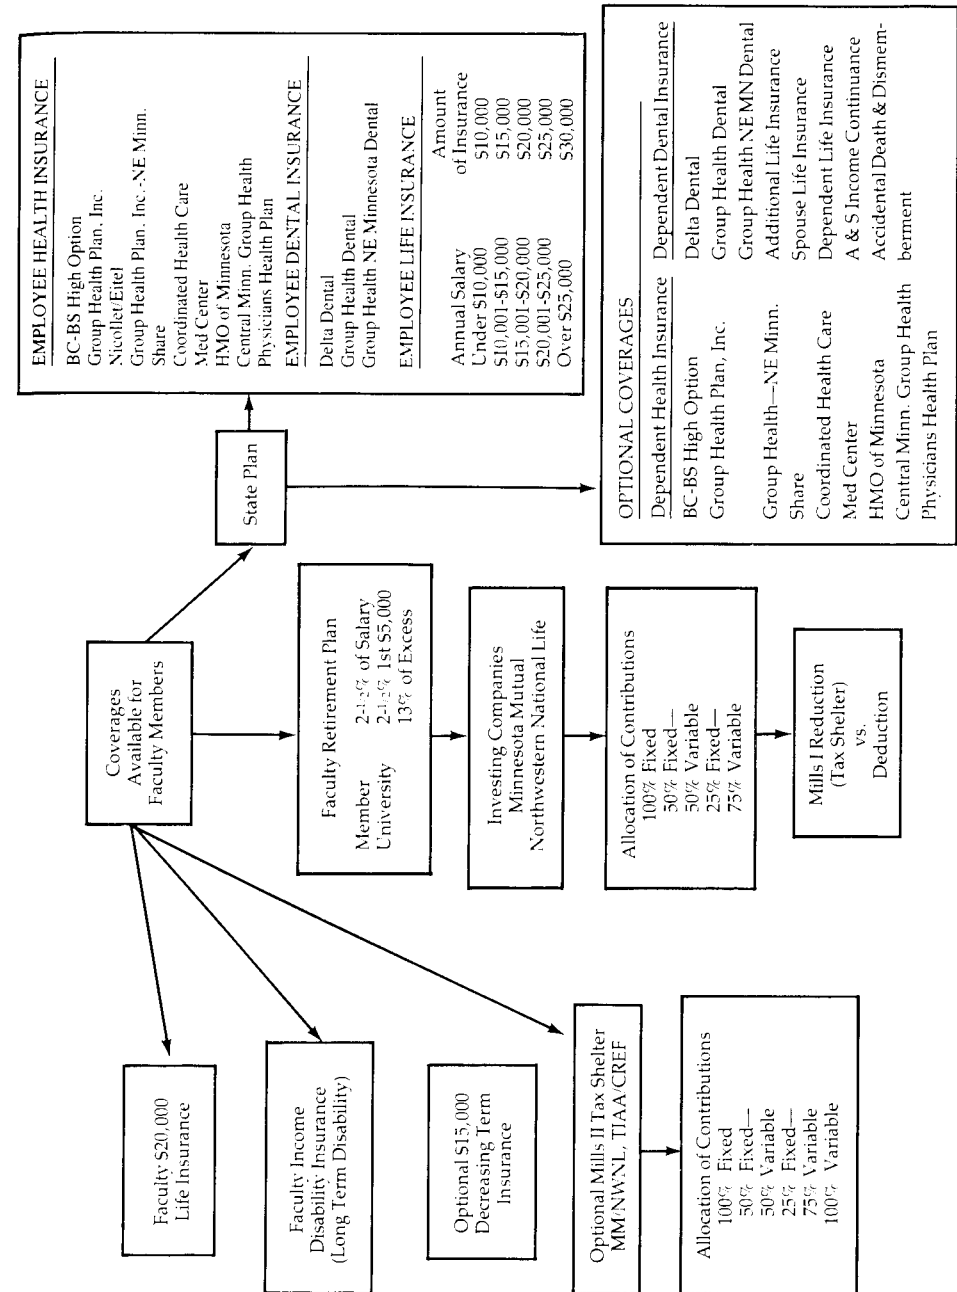 Coverages
Available for
Faculty Members
Faculty $20,000
Life Insurance
Faculty Income
Disability Insurance
(Long Term Disability)
Optional $15,000
Decreasing Term
Insurance
Optional Mills II Tax Shelter
MM/NWNL, TIAA/CREF
Allocation of Contributions
100% Fixed
50% Fixed—
50% Variable
25% Fixed—
75% Variable
100% Variable
Faculty Retirement Plan
Member 2-1/2% of Salary
University 2-1/2% 1st $5,000
13% of Excess
Investing Companies
Minnesota Mutual
Northwestern National Life
Allocation of Contributions
100% Fixed
50% Fixed—
50% Variable
25% Fixed—
75% Variable
Mills I Reduction
(Tax Shelter)
vs.
Deduction
State Plan
EMPLOYEE HEALTH INSURANCE
BC-BS High Option
Group Health Plan, Inc.
Nicollet/Eitel
Group Health Plan, Inc.-NE Minn.
Share
Coordinated Health Care
Med Center
HMO of Minnesota
Central Minn. Group Health
Physicians Health Plan
EMPLOYEE DENTAL INSURANCE
Delta Dental
Group Health Dental
Group Health NE Minnesota Dental
EMPLOYEE LIFE INSURANCE
Annual Salary Amount of Insurance
Under $10,000 $10,000
$10,001-$15,000 $15,000
$15,001-$20,000 $20,000
$20,001-$25,000 $25,000
Over $25,000 $30,000
OPTIONAL COVERAGES
Dependent Health Insurance
BC-BS High Option
Group Health Plan, Inc.
Group Health—NE Minn.
Share
Coordinated Health Care
Med Center
HMO of Minnesota
Central Minn. Group Health
Physicians Health Plan
Dependent Dental Insurance
Delta Dental
Group Health Dental
Group Health NE MN Dental
Additional Life Insurance
Spouse Life Insurance
Dependent Life Insurance
A & S Income Continuance
Accidental Death & Dismem-
berment